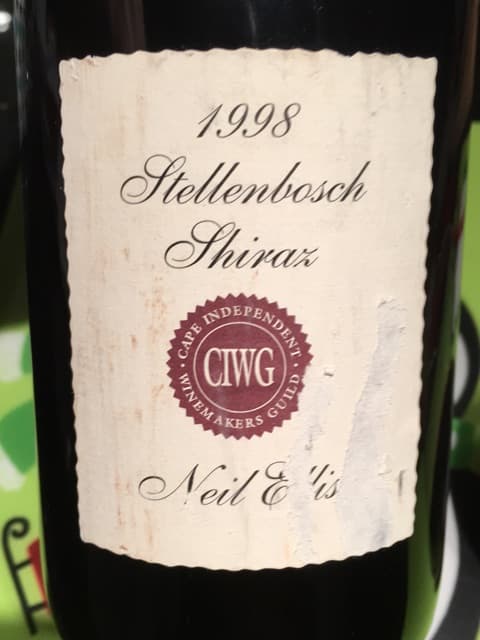 1998
Stellenbosch
Shiraz
· CAPE INDEPENDENT ·
CIWG
WINEMAKERS GUILD
Neil Ellis